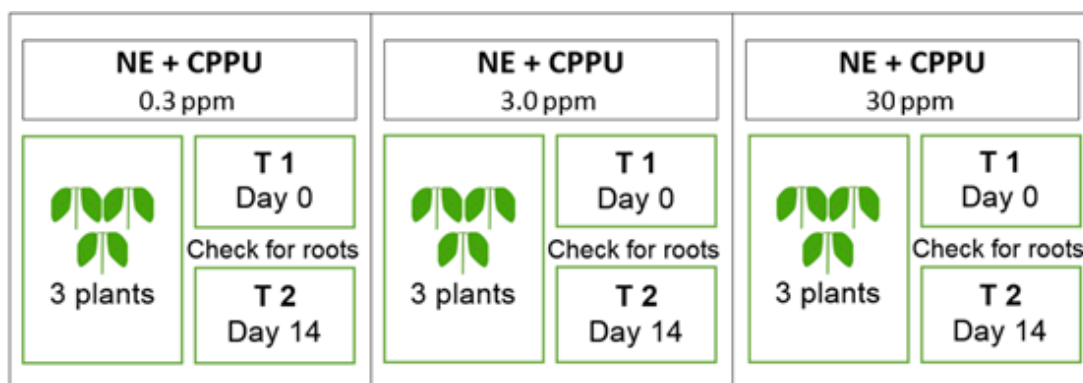 NE + CPPU
0.3 ppm
T 1
Day 0
Check for roots
3 plants
T 2
Day 14
NE + CPPU
3.0 ppm
T 1
Day 0
Check for roots
3 plants
T 2
Day 14
NE + CPPU
30 ppm
T 1
Day 0
Check for roots
3 plants
T 2
Day 14